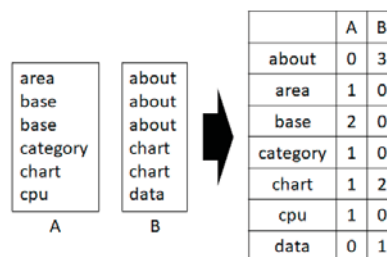 area
base
base
category
chart
cpu
A
about
about
about
chart
chart
data
B
A B
about 0 3
area 1 0
base 2 0
category 1 0
chart 1 2
cpu 1 0
data 0 1